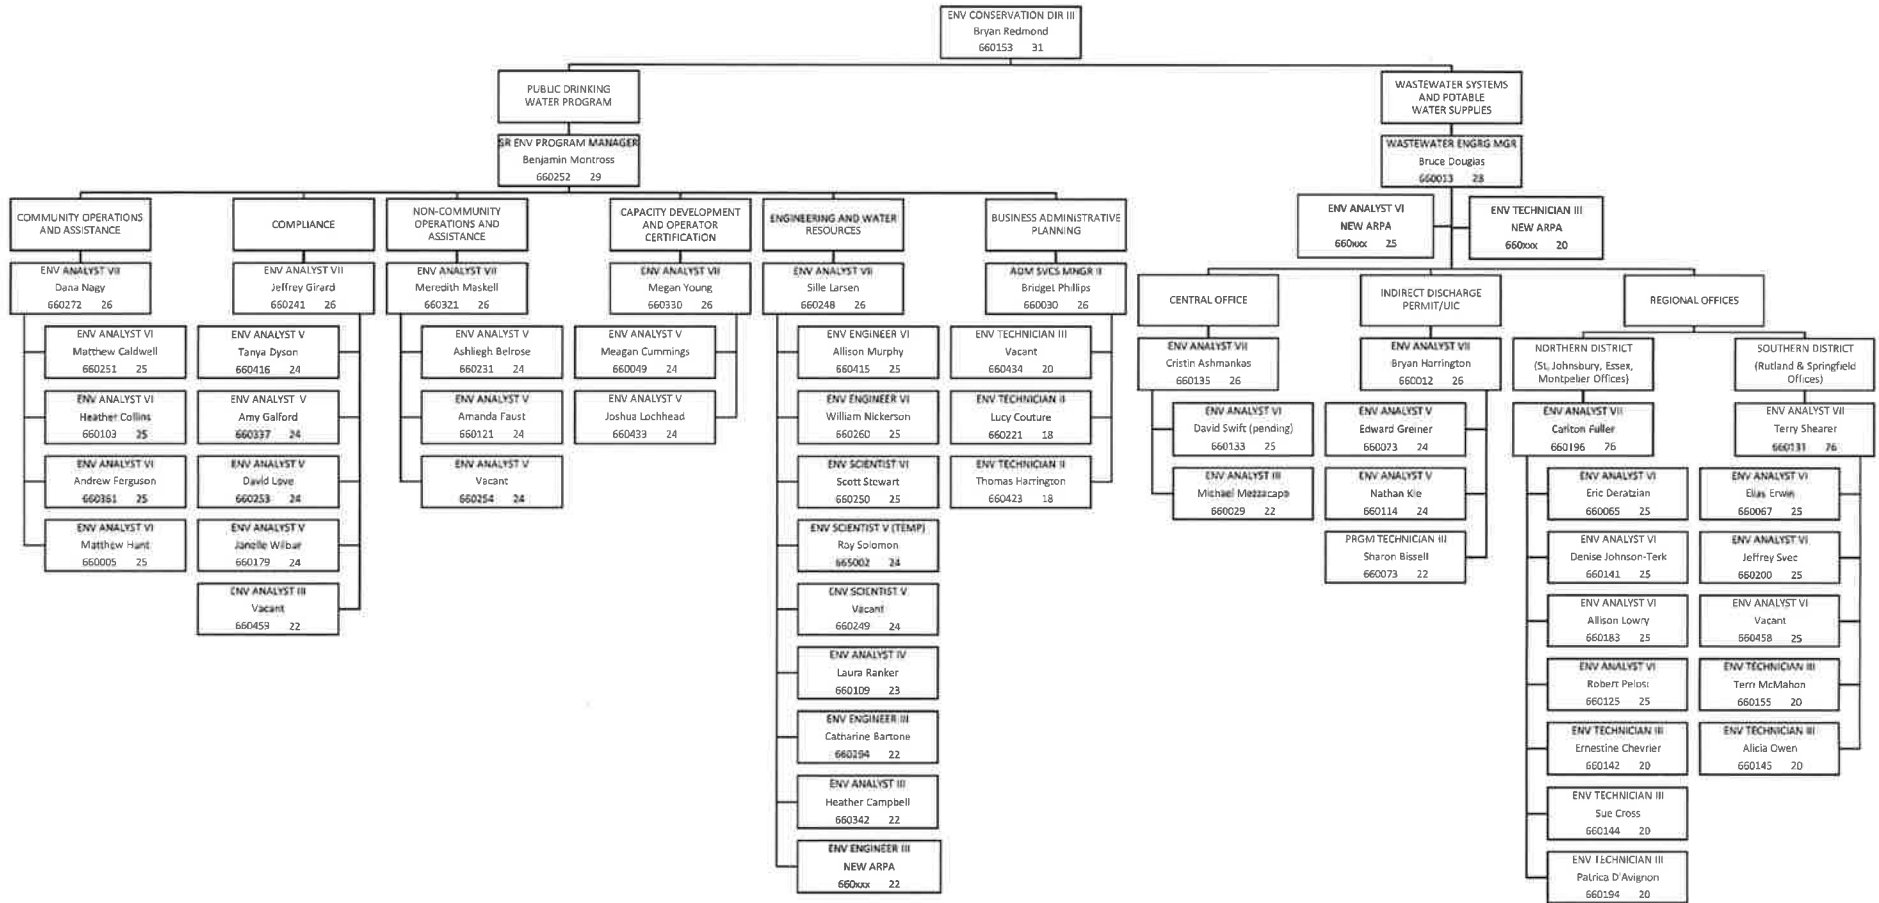 ENV CONSERVATION DIR III
Bryan Redmond
660153 31
PUBLIC DRINKING
WATER PROGRAM
SR ENV PROGRAM MANAGER
Benjamin Montross
660252 29
COMMUNITY OPERATIONS
AND ASSISTANCE
ENV ANALYST VII
Dana Nagy
660272 26
ENV ANALYST VI
Matthew Caldwell
660251 25
ENV ANALYST VI
Heather Collins
660103 25
ENV ANALYST VI
Andrew Ferguson
660361 25
ENV ANALYST VI
Matthew Hunt
660005 25
COMPLIANCE
ENV ANALYST VII
Jeffrey Girard
660241 26
ENV ANALYST V
Tanya Dyson
660416 24
ENV ANALYST V
Amy Galford
660337 24
ENV ANALYST V
David Love
660253 24
ENV ANALYST V
Janelle Wilbur
660179 24
ENV ANALYST III
Vacant
660459 22
NON-COMMUNITY
OPERATIONS AND
ASSISTANCE
ENV ANALYST VII
Meredith Maskell
660321 26
ENV ANALYST V
Ashliegh Belrose
660231 24
ENV ANALYST V
Amanda Faust
660121 24
ENV ANALYST V
Vacant
660254 24
CAPACITY DEVELOPMENT
AND OPERATOR
CERTIFICATION
ENV ANALYST VII
Megan Young
660330 26
ENV ANALYST V
Meagan Cummings
660049 24
ENV ANALYST V
Joshua Lochhead
660433 24
ENGINEERING AND WATER
RESOURCES
ENV ANALYST VII
Sille Larsen
660248 26
ENV ENGINEER VI
Allison Murphy
660415 25
ENV ENGINEER VI
William Nickerson
660260 25
ENV SCIENTIST VI
Scott Stewart
660250 25
ENV SCIENTIST V (TEMP)
Ray Solomon
665002 24
ENV SCIENTIST V
Vacant
660249 24
ENV ANALYST IV
Laura Ranker
660109 23
ENV ENGINEER III
Catharine Bartone
660294 22
ENV ANALYST III
Heather Campbell
660342 22
ENV ENGINEER III
NEW ARPA
660xxx 22
BUSINESS ADMINISTRATIVE
PLANNING
ADM SVCS MNGR II
Bridget Phillips
660030 26
ENV TECHNICIAN III
Vacant
660434 20
ENV TECHNICIAN II
Lucy Couture
660221 18
ENV TECHNICIAN II
Thomas Harrington
660423 18
WASTEWATER SYSTEMS
AND POTABLE
WATER SUPPLIES
WASTEWATER ENGRG MGR
Bruce Douglas
660013 28
ENV ANALYST VI
NEW ARPA
660xxx 25
ENV TECHNICIAN III
NEW ARPA
660xxx 20
CENTRAL OFFICE
ENV ANALYST VII
Cristin Ashmankas
660135 26
ENV ANALYST VI
David Swift (pending)
660133 25
ENV ANALYST III
Michael Mezzacapo
660029 22
INDIRECT DISCHARGE
PERMIT/UIC
ENV ANALYST VII
Bryan Harrington
660012 26
ENV ANALYST V
Edward Greiner
660073 24
ENV ANALYST V
Nathan Kie
660114 24
PRGM TECHNICIAN III
Sharon Bissell
660073 22
REGIONAL OFFICES
NORTHERN DISTRICT
(St. Johnsbury, Essex,
Montpelier Offices)
ENV ANALYST VII
Carlton Fuller
660196 26
ENV ANALYST VI
Eric Deratzian
660065 25
ENV ANALYST VI
Denise Johnson-Terk
660141 25
ENV ANALYST VI
Allison Lowry
660183 25
ENV ANALYST VI
Robert Pelosi
660125 25
ENV TECHNICIAN III
Ernestine Chevrier
660142 20
ENV TECHNICIAN III
Sue Cross
660144 20
ENV TECHNICIAN III
Patrica D'Avignon
660194 20
SOUTHERN DISTRICT
(Rutland & Springfield
Offices)
ENV ANALYST VII
Terry Shearer
660131 26
ENV ANALYST VI
Elias Erwin
660067 25
ENV ANALYST VI
Jeffrey Svec
660200 25
ENV ANALYST VI
Vacant
660458 25
ENV TECHNICIAN III
Terri McMahon
660155 20
ENV TECHNICIAN III
Alicia Owen
660145 20